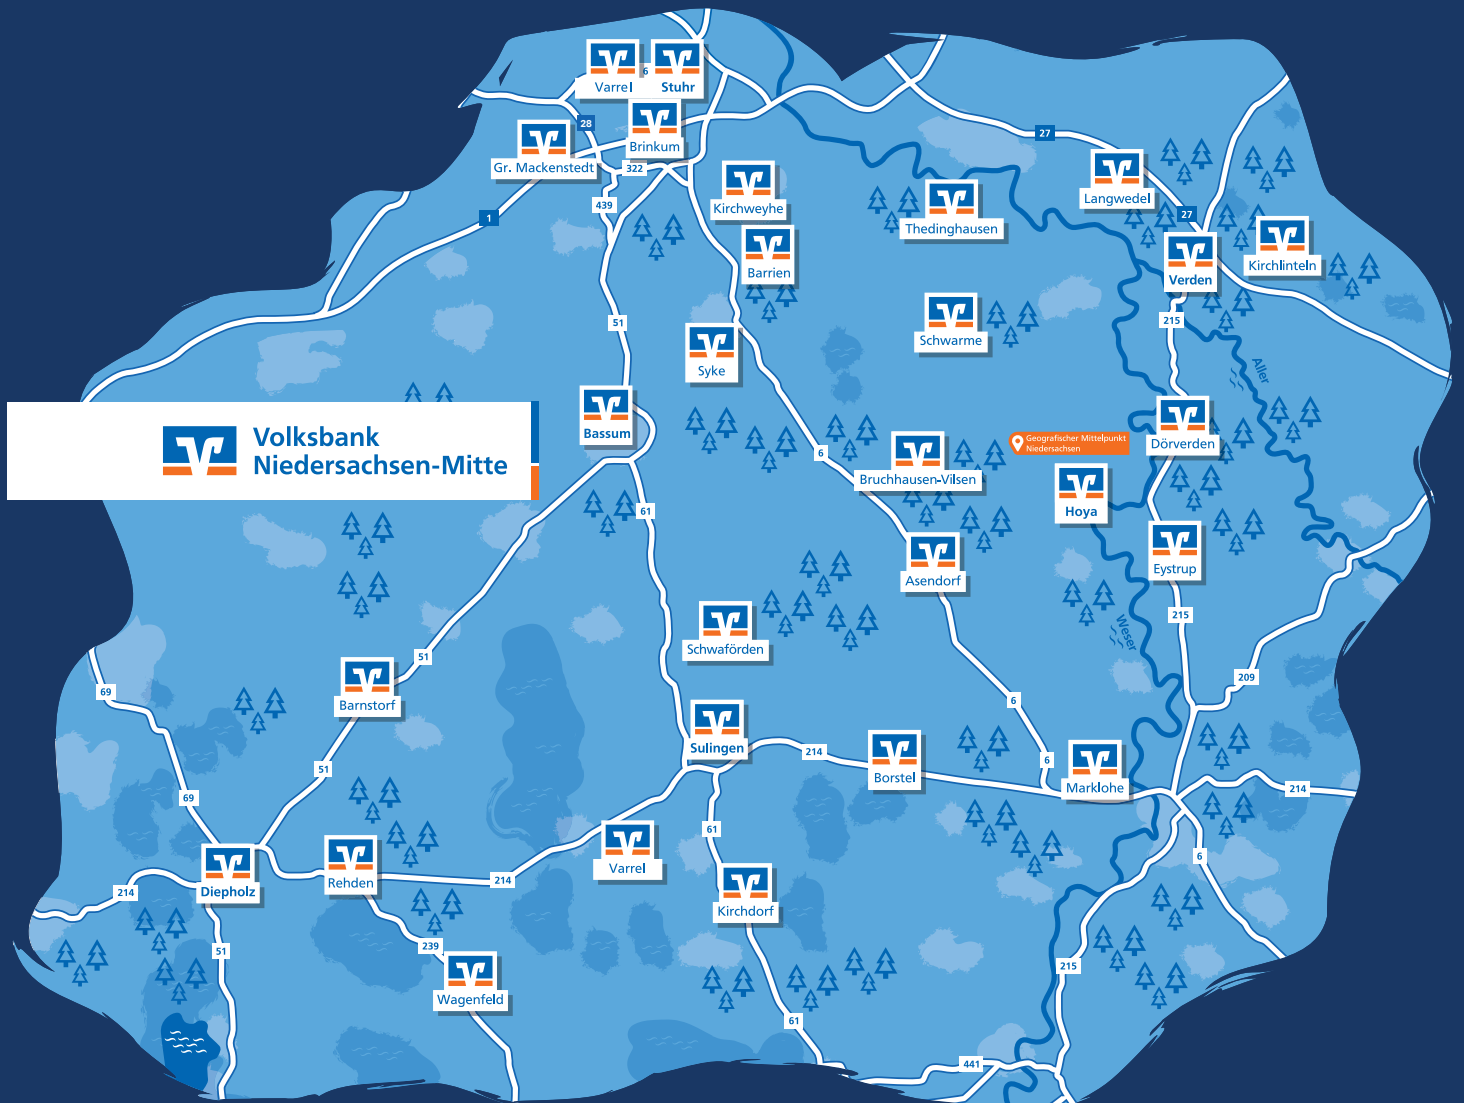 Varrel
6
Stuhr
28
Brinkum
Gr. Mackenstedt
322
27
Langwedel
Kirchweyhe
439
1
Thedinghausen
27
Barrien
Verden
Kirchlinteln
51
215
Schwarme
Syke
Aller
Volksbank
Niedersachsen-Mitte
Bassum
Dörverden
Geografischer Mittelpunkt
Niedersachsen
6
Bruchhausen-Vilsen
61
Hoya
Eystrup
Asendorf
215
Weser
Schwaförden
51
209
69
Barnstorf
6
Sulingen
214
Borstel
6
Marklohe
51
69
214
61
6
Varrel
Diepholz
Rehden
214
214
Kirchdorf
51
239
215
Wagenfeld
61
441